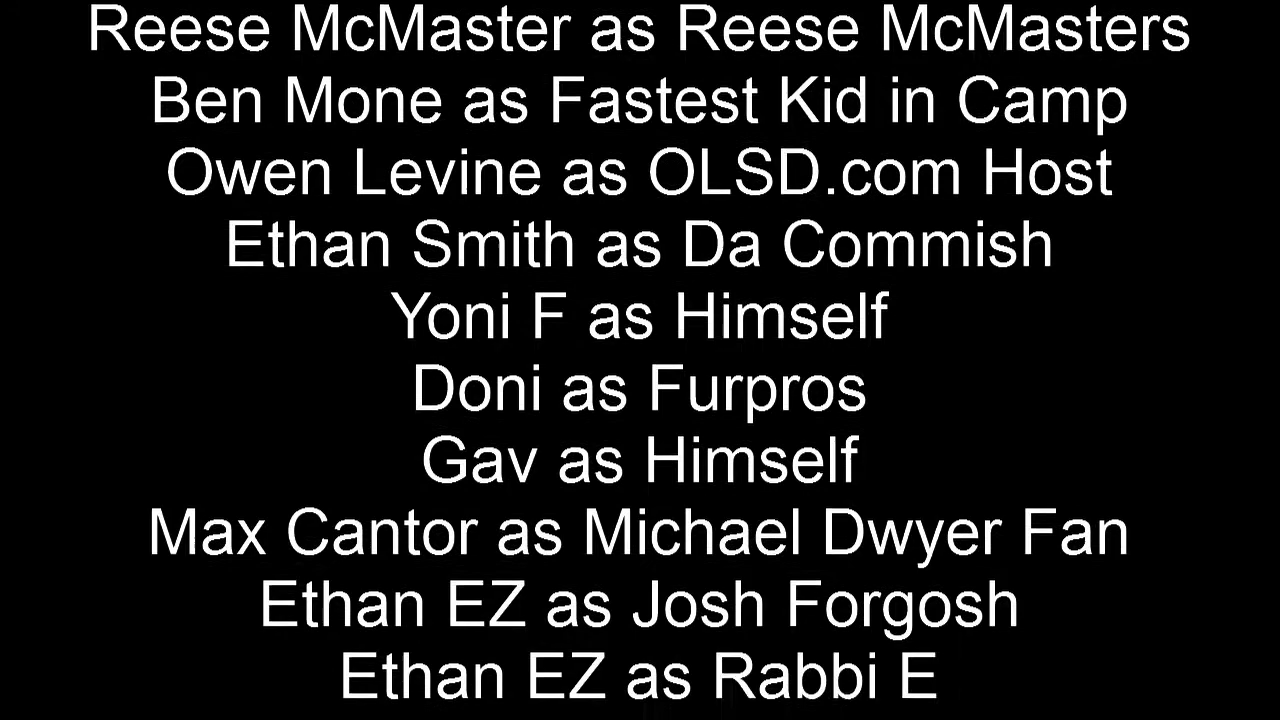 Reese McMaster as Reese McMasters
Ben Mone as Fastest Kid in Camp
Owen Levine as OLSD.com Host
Ethan Smith as Da Commish
Yoni F as Himself
Doni as Furpros
Gav as Himself
Max Cantor as Michael Dwyer Fan
Ethan EZ as Josh Forgosh
Ethan EZ as Rabbi E